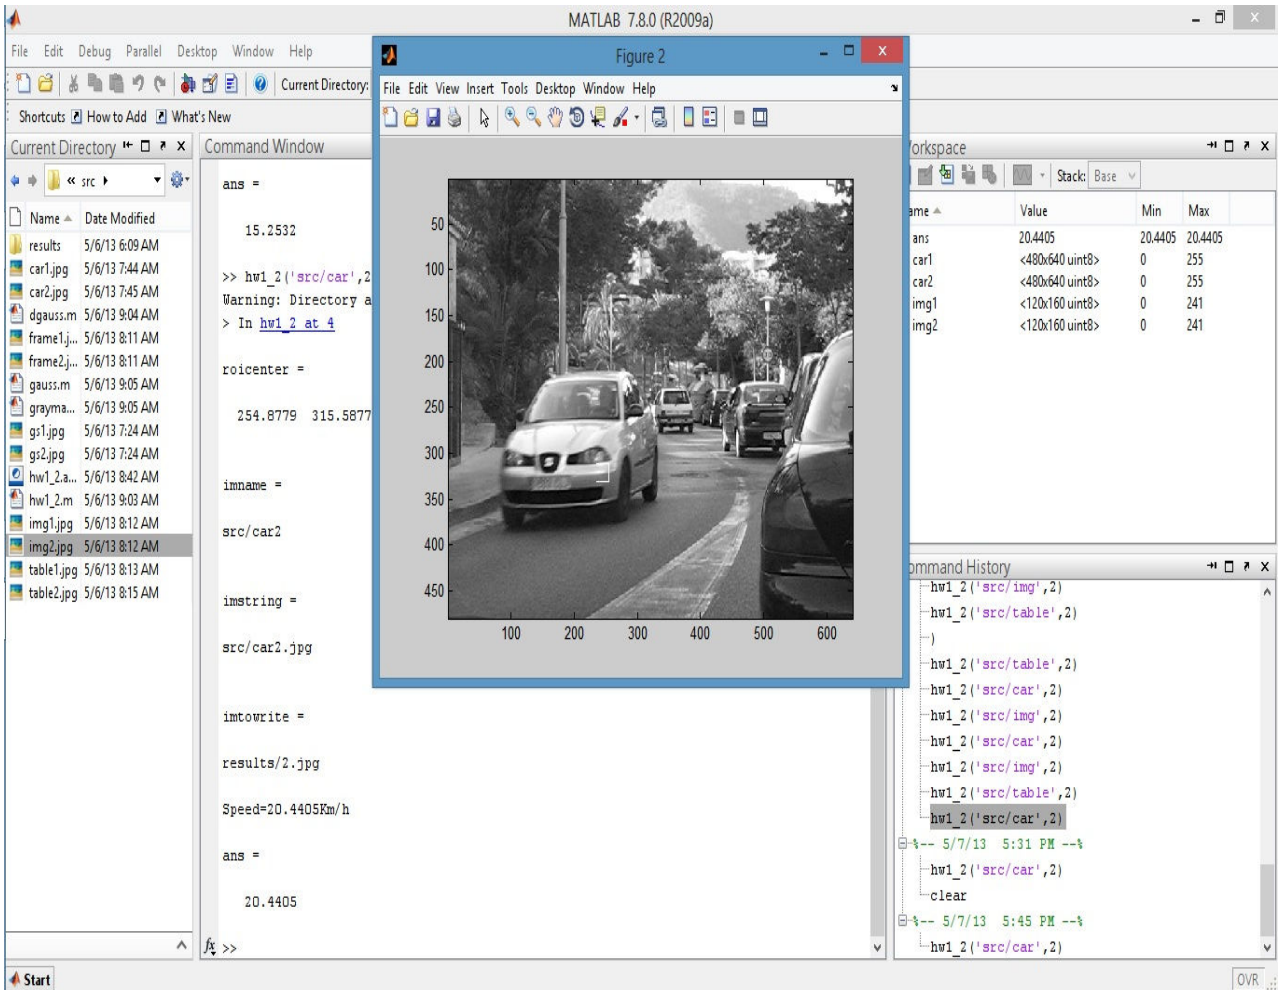 MATLAB 7.8.0 (R2009a)
File Edit Debug Parallel Desktop Window Help
Current Directory:
Shortcuts How to Add What's New
Current Directory
« src
Name Date Modified
results 5/6/13 6:09 AM
car1.jpg 5/6/13 7:44 AM
car2.jpg 5/6/13 7:45 AM
dgauss.m 5/6/13 9:04 AM
frame1.j... 5/6/13 8:11 AM
frame2.j... 5/6/13 8:11 AM
gauss.m 5/6/13 9:05 AM
grayma... 5/6/13 9:05 AM
gs1.jpg 5/6/13 7:24 AM
gs2.jpg 5/6/13 7:24 AM
hw1_2.a... 5/6/13 8:42 AM
hw1_2.m 5/6/13 9:03 AM
img1.jpg 5/6/13 8:12 AM
img2.jpg 5/6/13 8:12 AM
table1.jpg 5/6/13 8:13 AM
table2.jpg 5/6/13 8:15 AM
Command Window
ans =
15.2532
>> hw1_2('src/car',2
Warning: Directory a
> In hw1_2 at 4
roicenter =
254.8779 315.5877
imname =
src/car2
imstring =
src/car2.jpg
imtowrite =
results/2.jpg
Speed=20.4405Km/h
ans =
20.4405
fx >>
Figure 2
File Edit View Insert Tools Desktop Window Help
50
100
150
200
250
300
350
400
450
100 200 300 400 500 600
orkspace
Stack: Base
ame Value Min Max
ans 20.4405 20.4405 20.4405
car1 <480x640 uint8> 0 255
car2 <480x640 uint8> 0 255
img1 <120x160 uint8> 0 241
img2 <120x160 uint8> 0 241
ommand History
hw1_2('src/img',2)
hw1_2('src/table',2)
)
hw1_2('src/table',2)
hw1_2('src/car',2)
hw1_2('src/img',2)
hw1_2('src/car',2)
hw1_2('src/img',2)
hw1_2('src/table',2)
hw1_2('src/car',2)
%-- 5/7/13 5:31 PM --%
hw1_2('src/car',2)
clear
%-- 5/7/13 5:45 PM --%
hw1_2('src/car',2)
Start
OVR